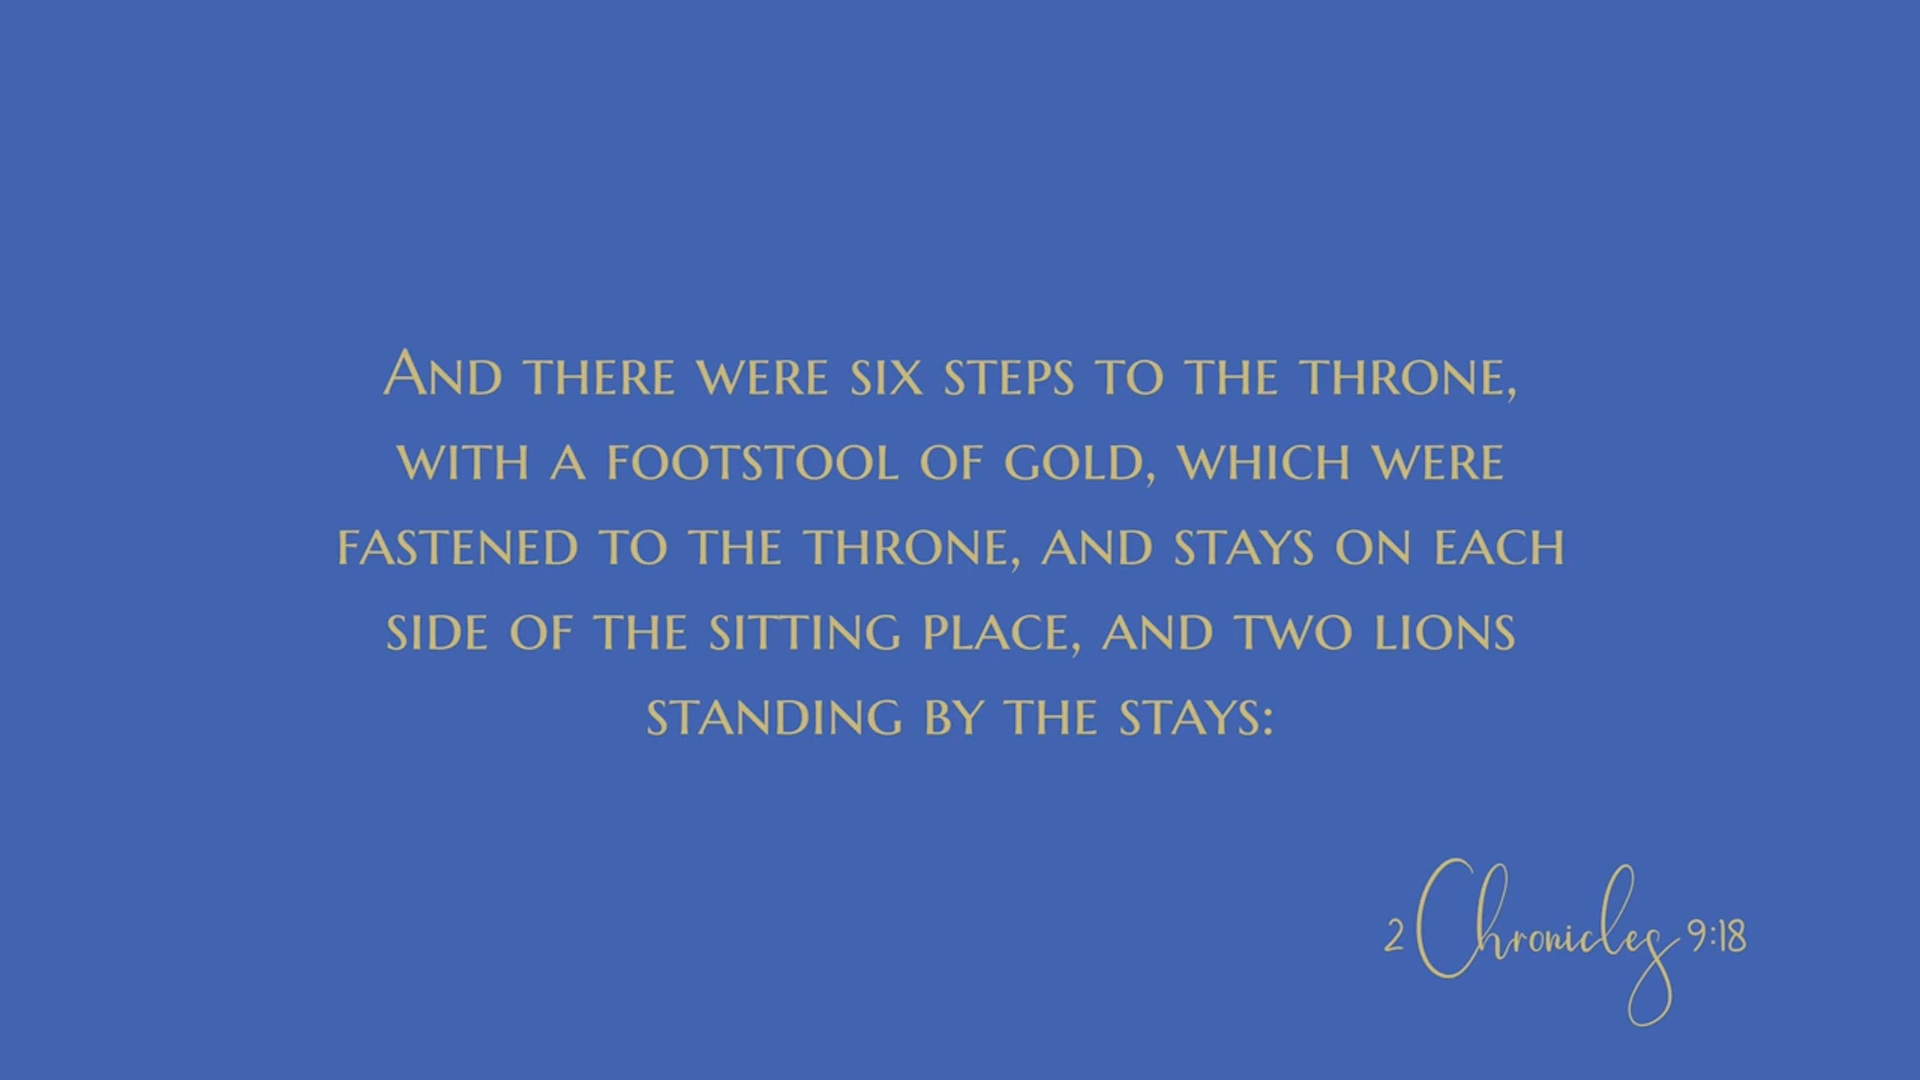 And there were six steps to the throne,
with a footstool of gold, which were
fastened to the throne, and stays on each
side of the sitting place, and two lions
standing by the stays:
2 Chronicles 9:18